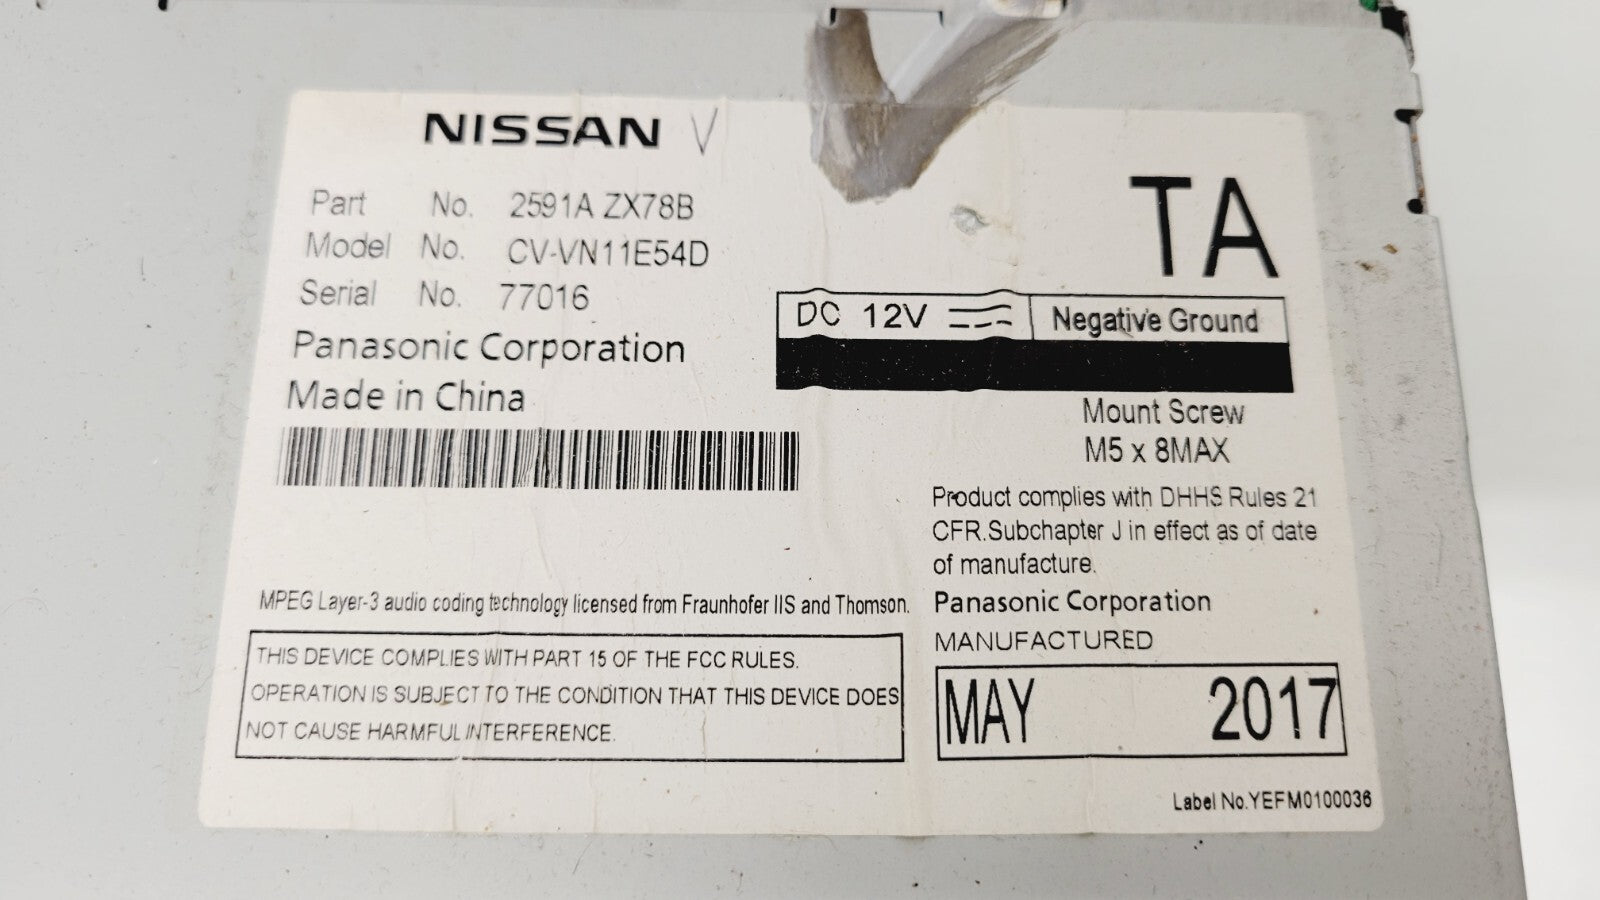 NISSAN V
Part No. 2591A ZX78B
Model No. CV-VN11E54D
Serial No. 77016
Panasonic Corporation
Made in China
TA
DC 12V Negative Ground
Mount Screw
M5 x 8MAX
Product complies with DHHS Rules 21
CFR.Subchapter J in effect as of date
of manufacture.
Panasonic Corporation
MANUFACTURED
MAY 2017
MPEG Layer-3 audio coding technology licensed from Fraunhofer IIS and Thomson.
THIS DEVICE COMPLIES WITH PART 15 OF THE FCC RULES.
OPERATION IS SUBJECT TO THE CONDITION THAT THIS DEVICE DOES
NOT CAUSE HARMFUL INTERFERENCE.
Label No.YEFM0100036